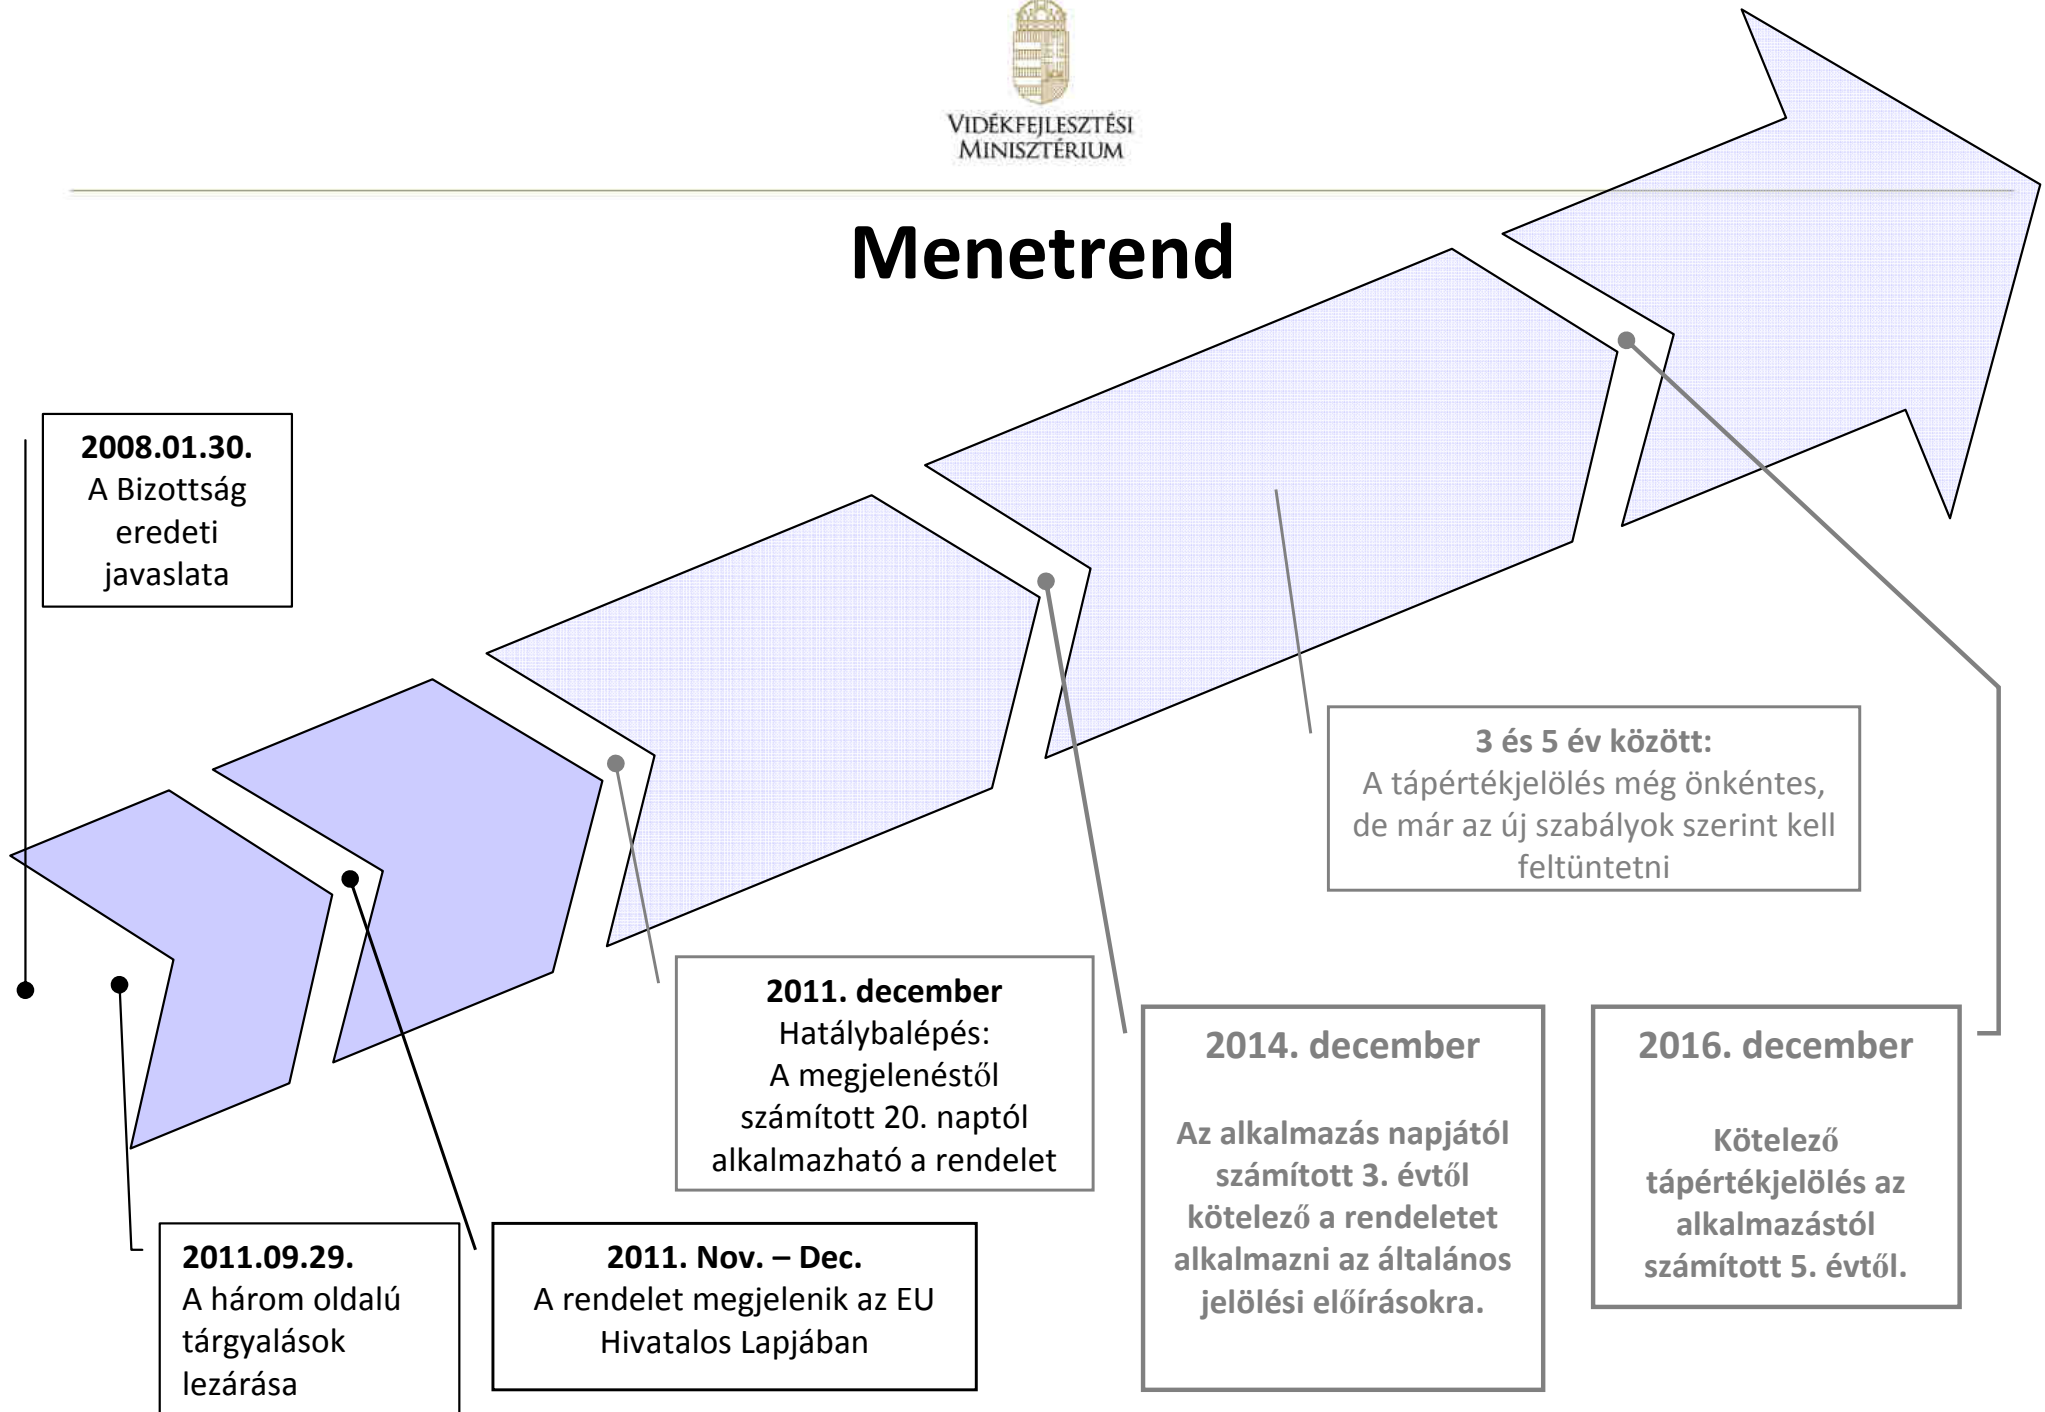 VIDÉKFEJLESZTÉSI
MINISZTÉRIUM
Menetrend
2008.01.30.
A Bizottság
eredeti
javaslata
3 és 5 év között:
A tápértékjelölés még önkéntes,
de már az új szabályok szerint kell
feltüntetni
2011. december
Hatálybalépés:
A megjelenéstől
számított 20. naptól
alkalmazható a rendelet
2014. december
Az alkalmazás napjától
számított 3. évtől
kötelező a rendeletet
alkalmazni az általános
jelölési előírásokra.
2016. december
Kötelező
tápértékjelölés az
alkalmazástól
számított 5. évtől.
2011.09.29.
A három oldalú
tárgyalások
lezárása
2011. Nov. – Dec.
A rendelet megjelenik az EU
Hivatalos Lapjában